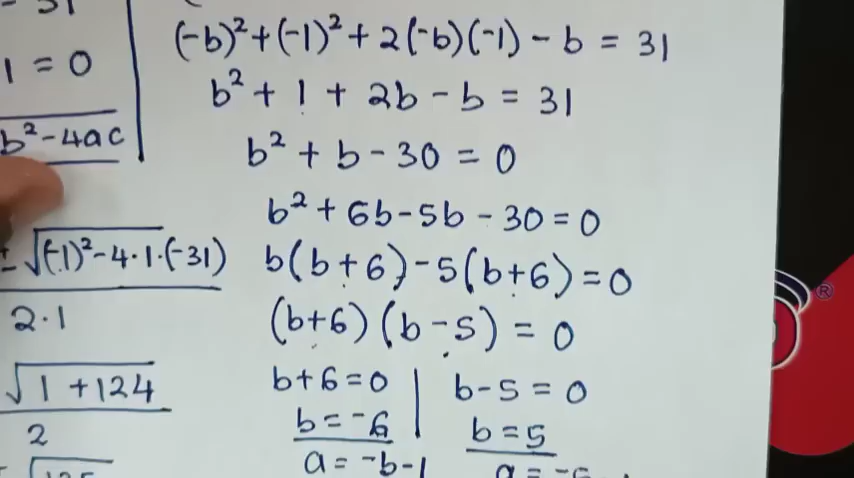 1 = 0
b² - 4ac
± √(-1)² - 4·1·(-31)
2·1
√1 + 124
2
(-b)² + (-1)² + 2(-b)(-1) - b = 31
b² + 1 + 2b - b = 31
b² + b - 30 = 0
b² + 6b - 5b - 30 = 0
b(b+6) - 5(b+6) = 0
(b+6)(b-5) = 0
b+6 = 0 | b-5 = 0
b = -6 | b = 5
a = -b-1
®